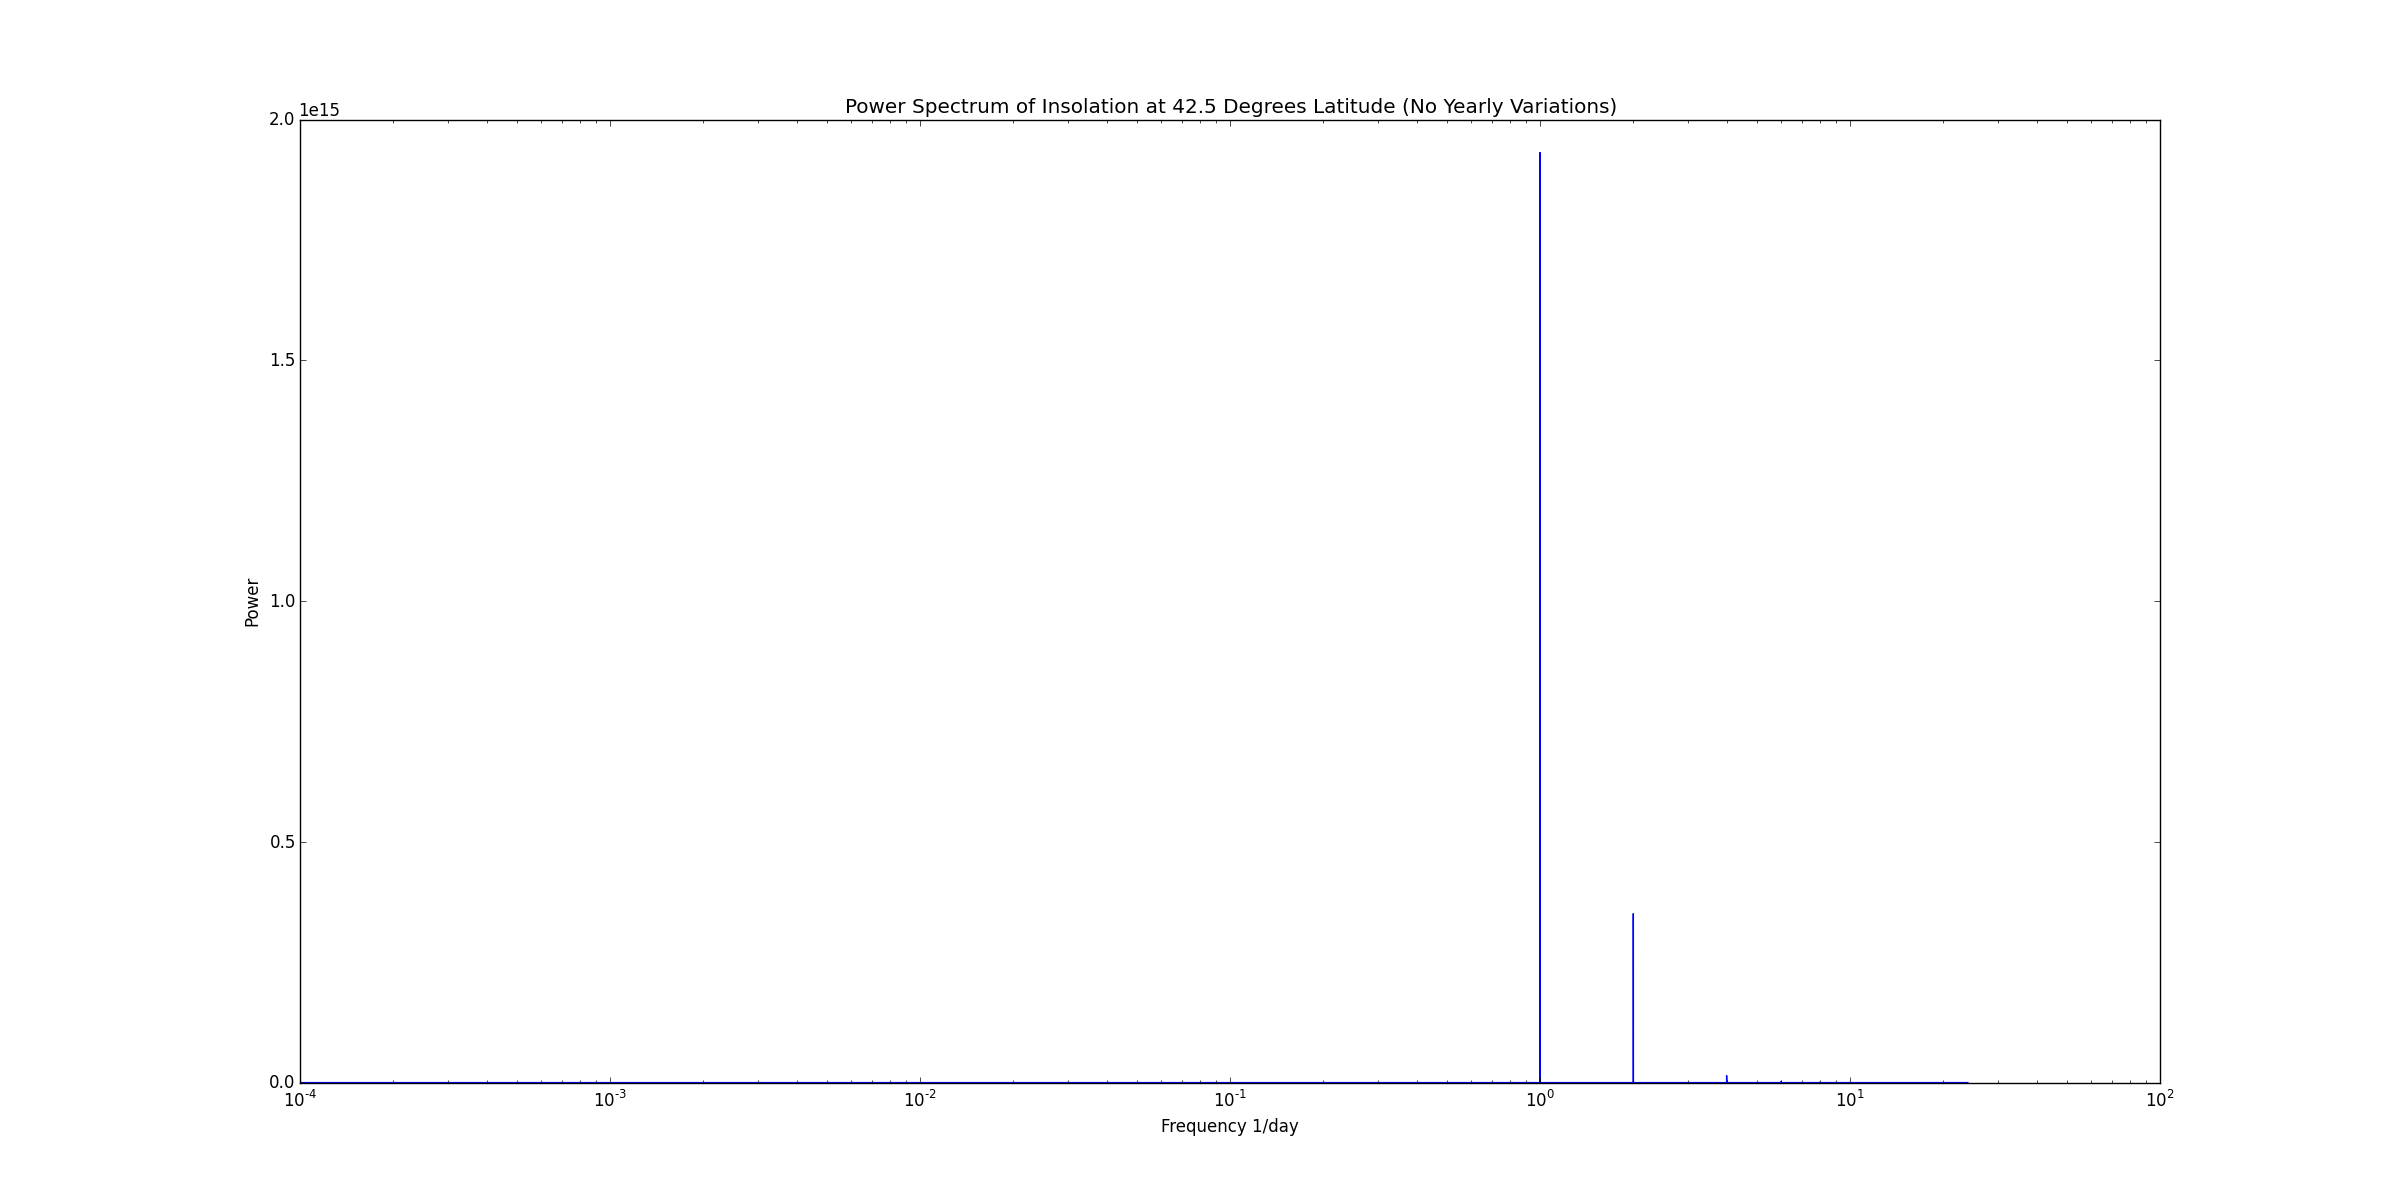 Power Spectrum of Insolation at 42.5 Degrees Latitude (No Yearly Variations)
1e15
2.0
1.5
1.0
0.5
0.0
Power
10^-4 10^-3 10^-2 10^-1 10^0 10^1 10^2
Frequency 1/day